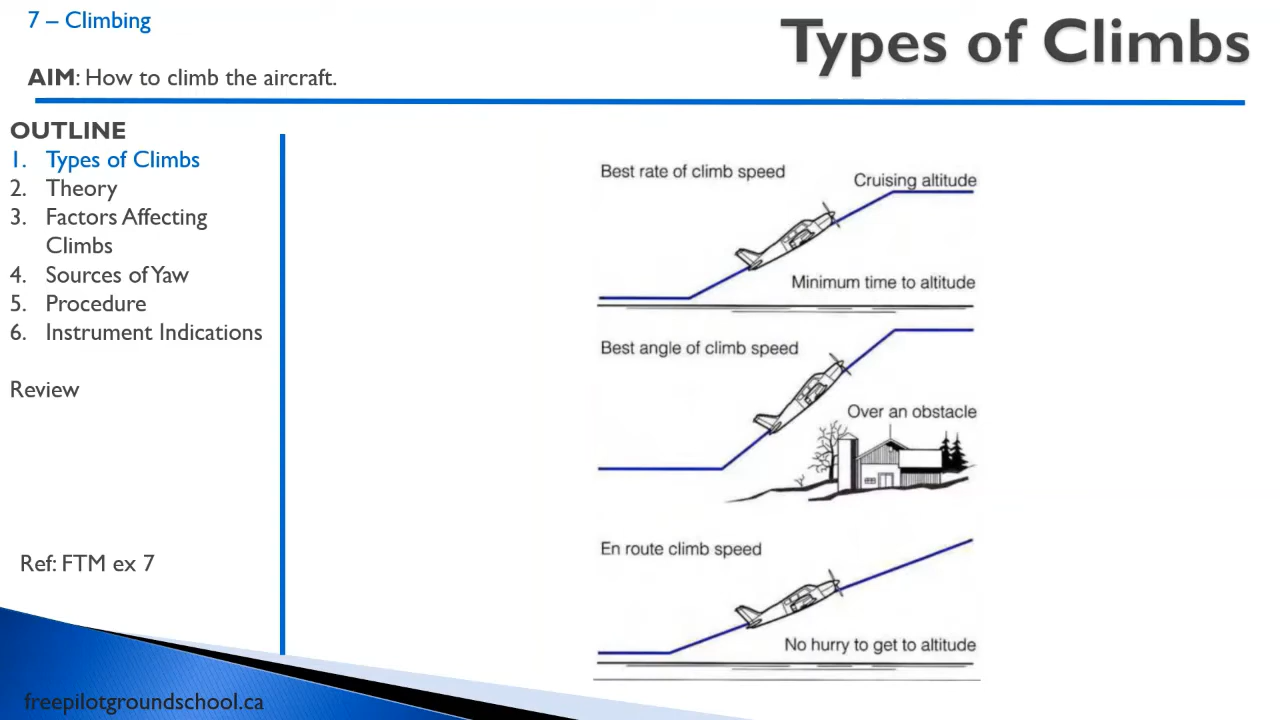 7 – Climbing
Types of Climbs
AIM: How to climb the aircraft.
OUTLINE
1. Types of Climbs
2. Theory
3. Factors Affecting
Climbs
4. Sources of Yaw
5. Procedure
6. Instrument Indications
Review
Ref: FTM ex 7
freepilotgroundschool.ca
Best rate of climb speed
Cruising altitude
Minimum time to altitude
Best angle of climb speed
Over an obstacle
En route climb speed
No hurry to get to altitude